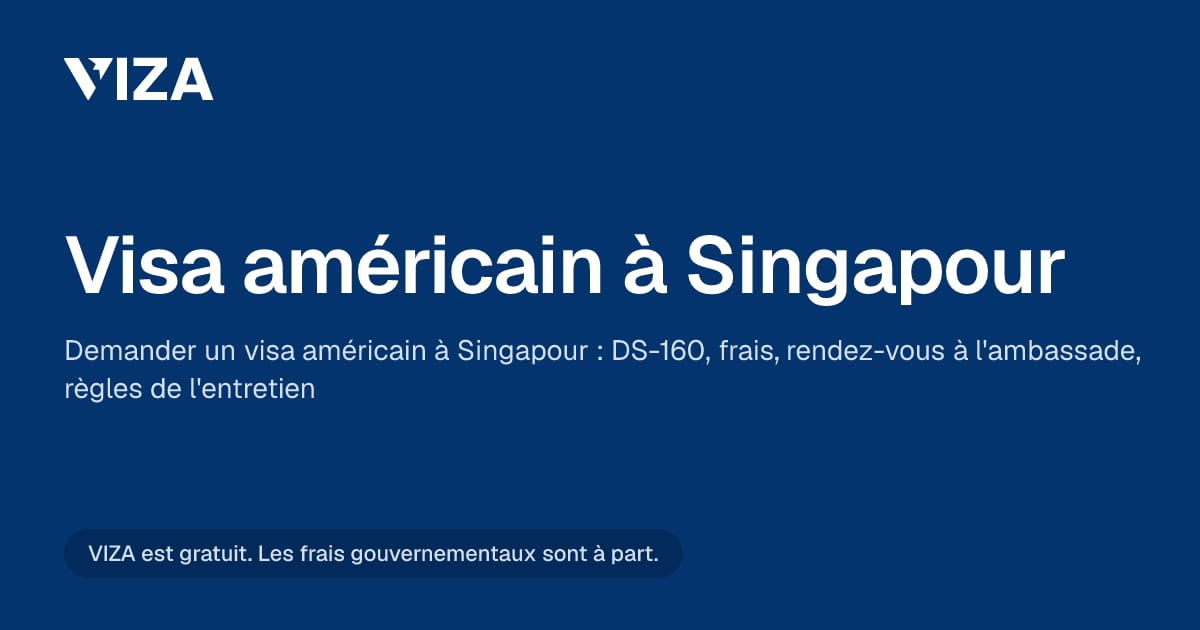 VIZA
Visa américain à Singapour
Demander un visa américain à Singapour : DS-160, frais, rendez-vous à l'ambassade,
règles de l'entretien
VIZA est gratuit. Les frais gouvernementaux sont à part.